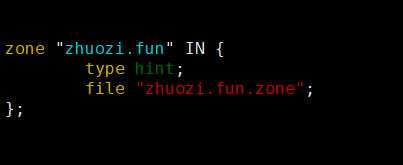 zone "zhuozi.fun" IN {
        type hint;
        file "zhuozi.fun.zone";
};